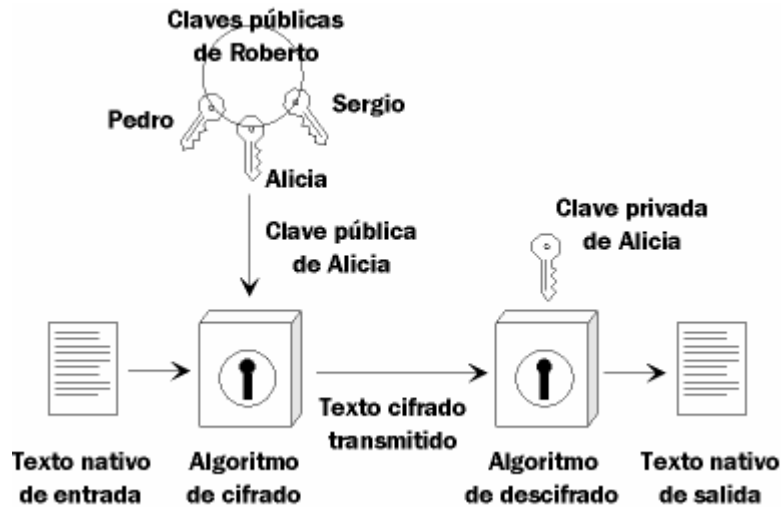 Claves públicas
de Roberto
Pedro
Sergio
Alicia
Clave pública
de Alicia
Clave privada
de Alicia
Texto cifrado
transmitido
Texto nativo
de entrada
Algoritmo
de cifrado
Algoritmo
de descifrado
Texto nativo
de salida